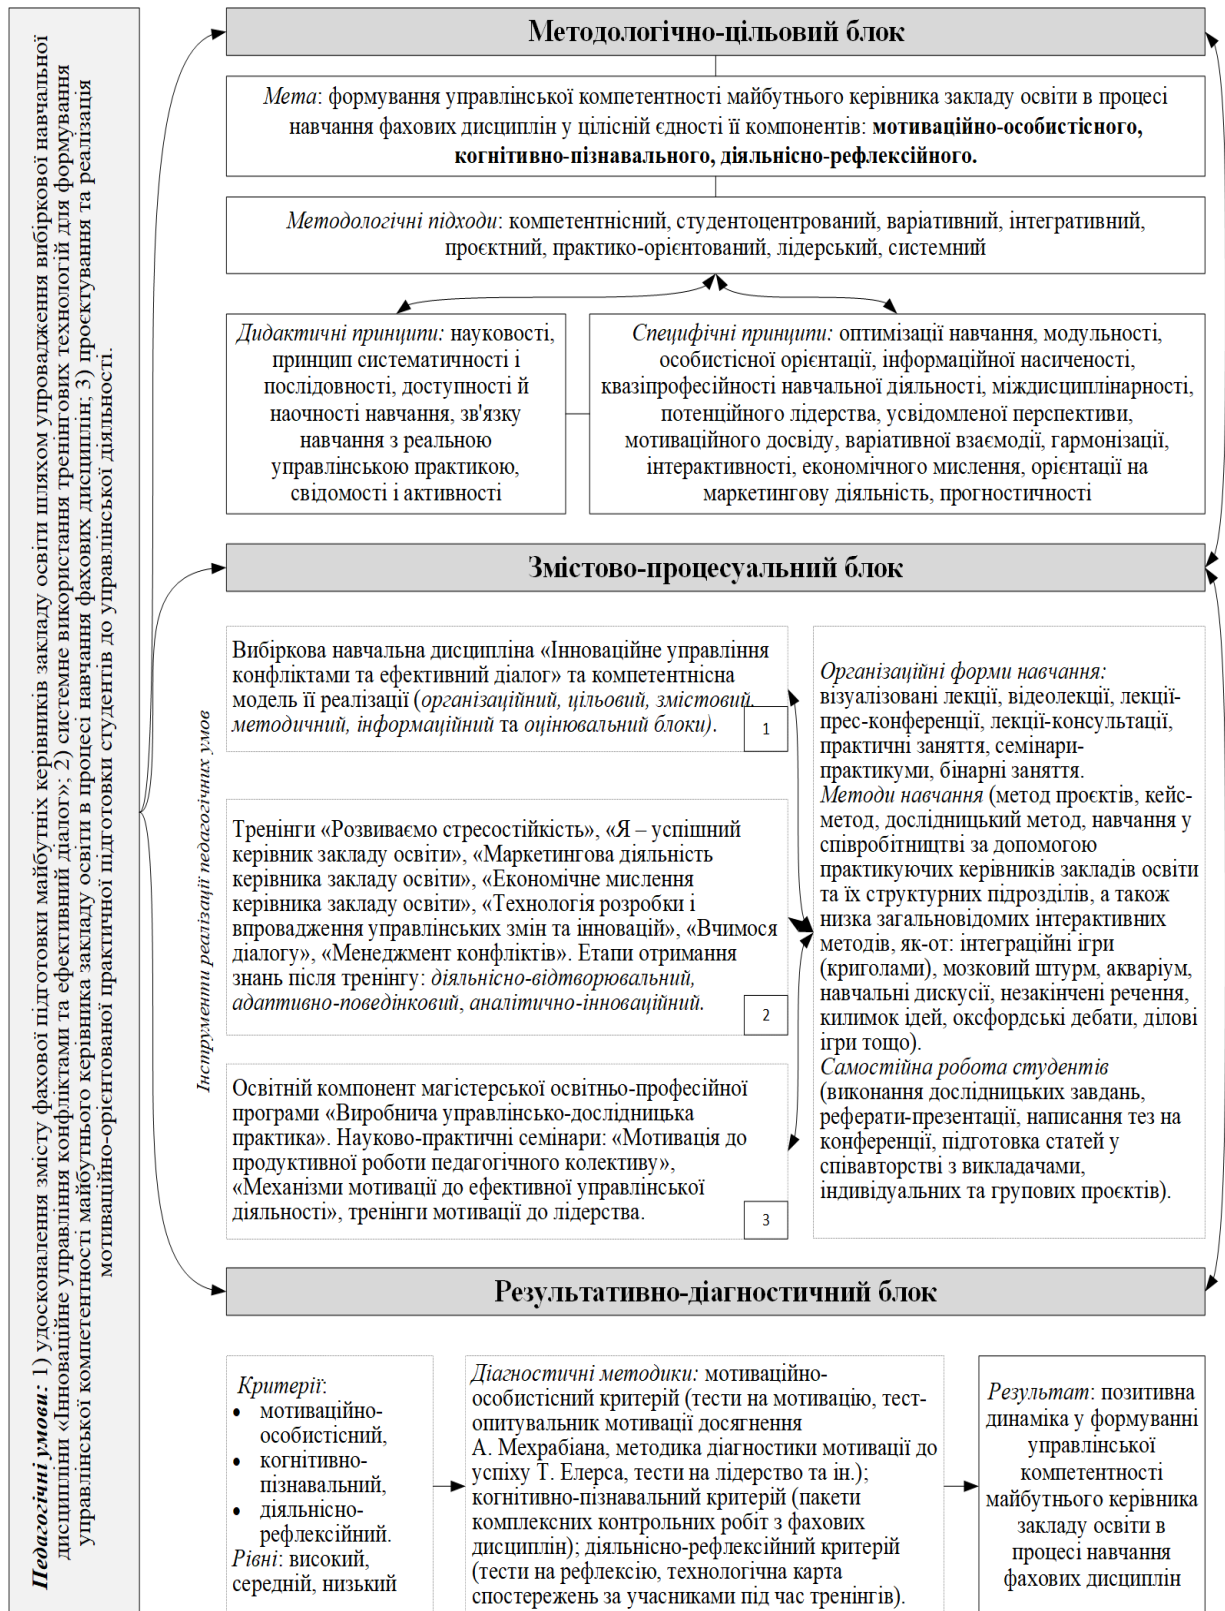 Педагогічні умови: 1) удосконалення змісту фахової підготовки майбутніх керівників закладу освіти шляхом упровадження вибіркової навчальної
дисципліни «Інноваційне управління конфліктами та ефективний діалог»; 2) системне використання тренінгових технологій для формування
управлінської компетентності майбутнього керівника закладу освіти в процесі навчання фахових дисциплін; 3) проєктування та реалізація
мотиваційно-орієнтованої практичної підготовки студентів до управлінської діяльності.
Методологічно-цільовий блок
Мета: формування управлінської компетентності майбутнього керівника закладу освіти в процесі
навчання фахових дисциплін у цілісній єдності її компонентів: мотиваційно-особистісного,
когнітивно-пізнавального, діяльнісно-рефлексійного.
Методологічні підходи: компетентнісний, студентоцентрований, варіативний, інтегративний,
проєктний, практико-орієнтований, лідерський, системний
Дидактичні принципи: науковості,
принцип систематичності і
послідовності, доступності й
наочності навчання, зв'язку
навчання з реальною
управлінською практикою,
свідомості і активності
Специфічні принципи: оптимізації навчання, модульності,
особистісної орієнтації, інформаційної насиченості,
квазіпрофесійності навчальної діяльності, міждисциплінарності,
потенційного лідерства, усвідомленої перспективи,
мотиваційного досвіду, варіативної взаємодії, гармонізації,
інтерактивності, економічного мислення, орієнтації на
маркетингову діяльність, прогностичності
Змістово-процесуальний блок
Інструменти реалізації педагогічних умов
Вибіркова навчальна дисципліна «Інноваційне управління
конфліктами та ефективний діалог» та компетентнісна
модель її реалізації (організаційний, цільовий, змістовий,
методичний, інформаційний та оцінювальний блоки).
1
Тренінги «Розвиваємо стресостійкість», «Я – успішний
керівник закладу освіти», «Маркетингова діяльність
керівника закладу освіти», «Економічне мислення
керівника закладу освіти», «Технологія розробки і
впровадження управлінських змін та інновацій», «Вчимося
діалогу», «Менеджмент конфліктів». Етапи отримання
знань після тренінгу: діяльнісно-відтворювальний,
адаптивно-поведінковий, аналітично-інноваційний.
2
Освітній компонент магістерської освітньо-професійної
програми «Виробнича управлінсько-дослідницька
практика». Науково-практичні семінари: «Мотивація до
продуктивної роботи педагогічного колективу»,
«Механізми мотивації до ефективної управлінської
діяльності», тренінги мотивації до лідерства.
3
Організаційні форми навчання:
візуалізовані лекції, відеолекції, лекції-
прес-конференції, лекції-консультації,
практичні заняття, семінари-
практикуми, бінарні заняття.
Методи навчання (метод проєктів, кейс-
метод, дослідницький метод, навчання у
співробітництві за допомогою
практикуючих керівників закладів освіти
та їх структурних підрозділів, а також
низка загальновідомих інтерактивних
методів, як-от: інтеграційні ігри
(криголами), мозковий штурм, акваріум,
навчальні дискусії, незакінчені речення,
килимок ідей, оксфордські дебати, ділові
ігри тощо).
Самостійна робота студентів
(виконання дослідницьких завдань,
реферати-презентації, написання тез на
конференції, підготовка статей у
співавторстві з викладачами,
індивідуальних та групових проєктів).
Результативно-діагностичний блок
Критерії:
• мотиваційно-
особистісний,
• когнітивно-
пізнавальний,
• діяльнісно-
рефлексійний.
Рівні: високий,
середній, низький
Діагностичні методики: мотиваційно-
особистісний критерій (тести на мотивацію, тест-
опитувальник мотивації досягнення
А. Мехрабіана, методика діагностики мотивації до
успіху Т. Елерса, тести на лідерство та ін.);
когнітивно-пізнавальний критерій (пакети
комплексних контрольних робіт з фахових
дисциплін); діяльнісно-рефлексійний критерій
(тести на рефлексію, технологічна карта
спостережень за учасниками під час тренінгів).
Результат: позитивна
динаміка у формуванні
управлінської
компетентності
майбутнього керівника
закладу освіти в
процесі навчання
фахових дисциплін